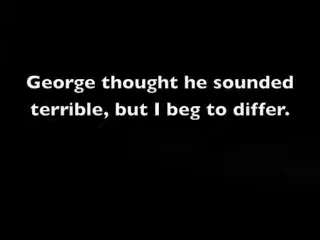 George thought he sounded
terrible, but I beg to differ.